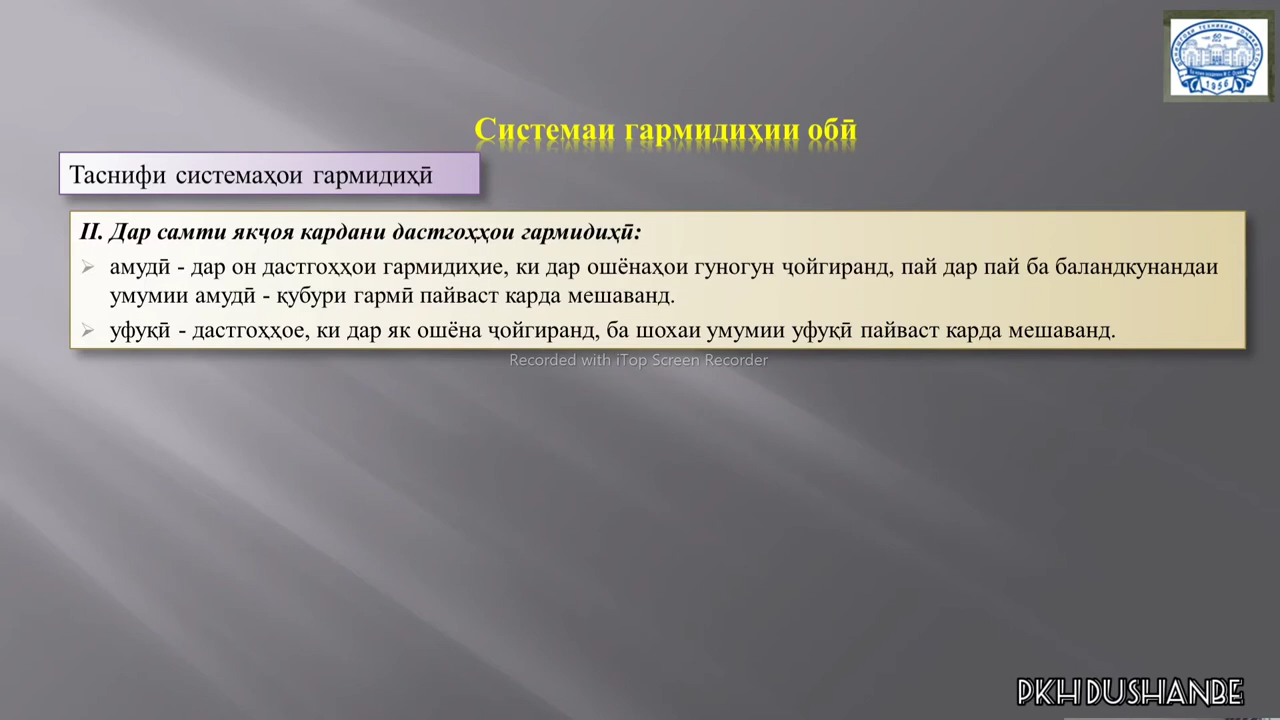 Системаи гармидиҳии обӣ
Таснифи системаҳои гармидиҳӣ
II. Дар самти якҷоя кардани дастгоҳҳои гармидиҳӣ:
амудӣ - дар он дастгоҳҳои гармидиҳие, ки дар ошёнаҳои гуногун ҷойгиранд, пай дар пай ба баландкунандаи
умумии амудӣ - қубури гармӣ пайваст карда мешаванд.
уфуқӣ - дастгоҳҳое, ки дар як ошёна ҷойгиранд, ба шохаи умумии уфуқӣ пайваст карда мешаванд.
Recorded with iTop Screen Recorder
PKH DUSHANBE
1956